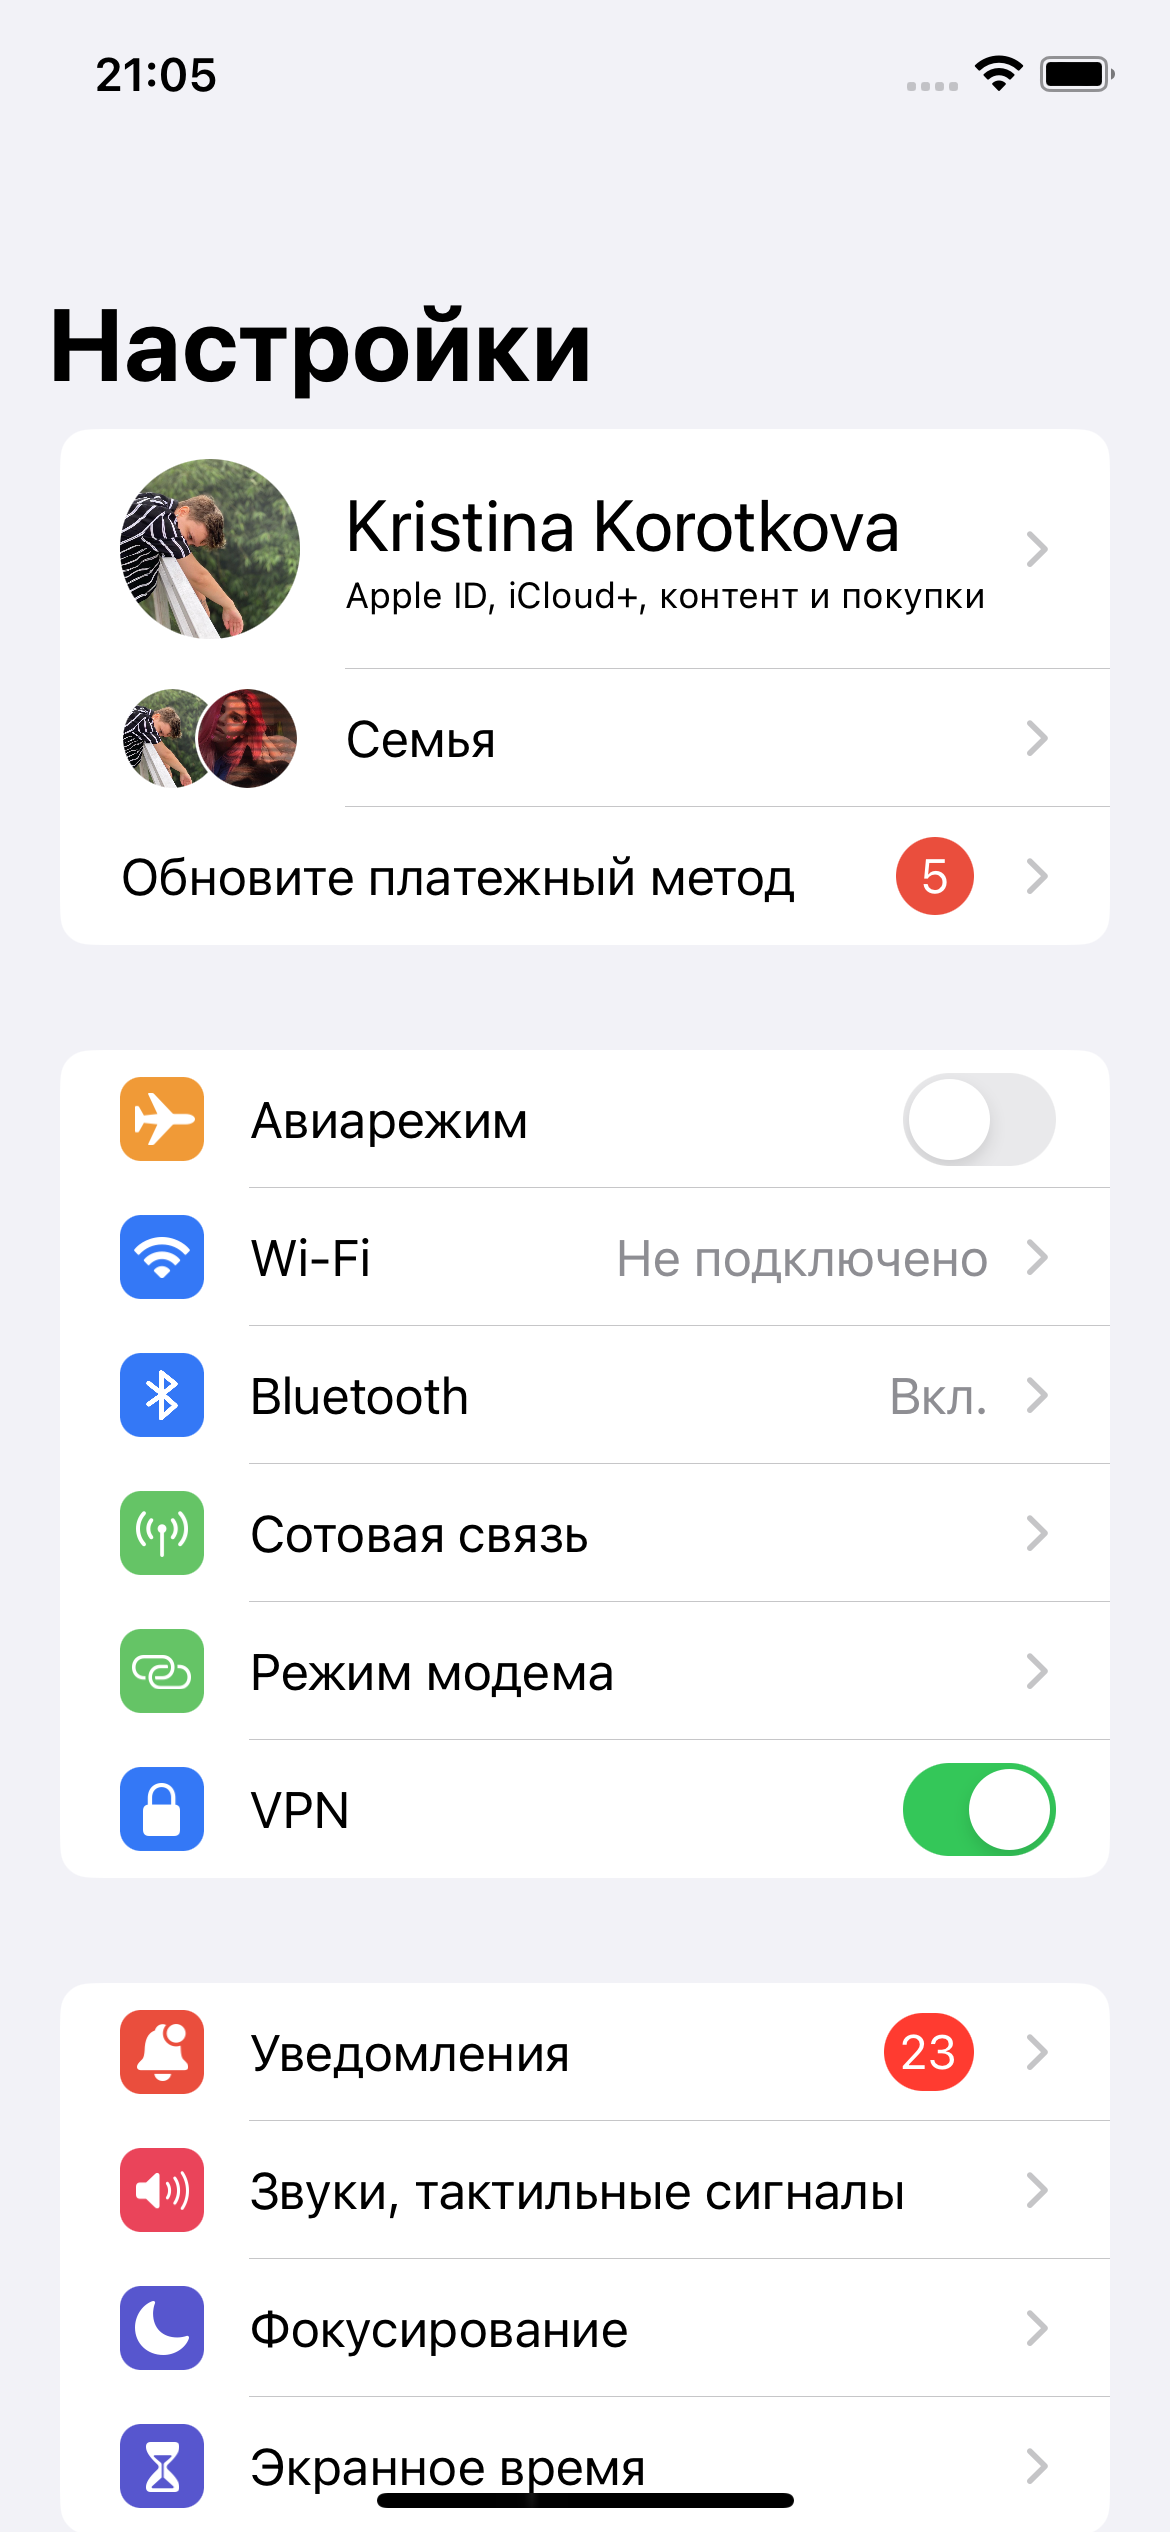 21:05
Настройки
Kristina Korotkova
Apple ID, iCloud+, контент и покупки
Семья
Обновите платежный метод 5
Авиарежим
Wi-Fi Не подключено
Bluetooth Вкл.
Сотовая связь
Режим модема
VPN
Уведомления 23
Звуки, тактильные сигналы
Фокусирование
Экранное время